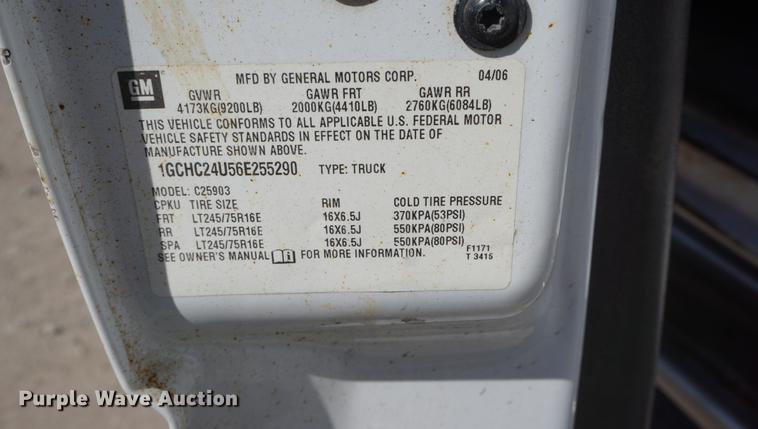 GM
MFD BY GENERAL MOTORS CORP. 04/06
GVWR GAWR FRT GAWR RR
4173KG(9200LB) 2000KG(4410LB) 2760KG(6084LB)
THIS VEHICLE CONFORMS TO ALL APPLICABLE U.S. FEDERAL MOTOR
VEHICLE SAFETY STANDARDS IN EFFECT ON THE DATE OF
MANUFACTURE SHOWN ABOVE.
1GCHC24U56E255290 TYPE: TRUCK
MODEL: C25903
CPKU TIRE SIZE RIM COLD TIRE PRESSURE
FRT LT245/75R16E 16X6.5J 370KPA(53PSI)
RR LT245/75R16E 16X6.5J 550KPA(80PSI)
SPA LT245/75R16E 16X6.5J 550KPA(80PSI)
SEE OWNER'S MANUAL FOR MORE INFORMATION. F1171
T 3415
Purple Wave Auction